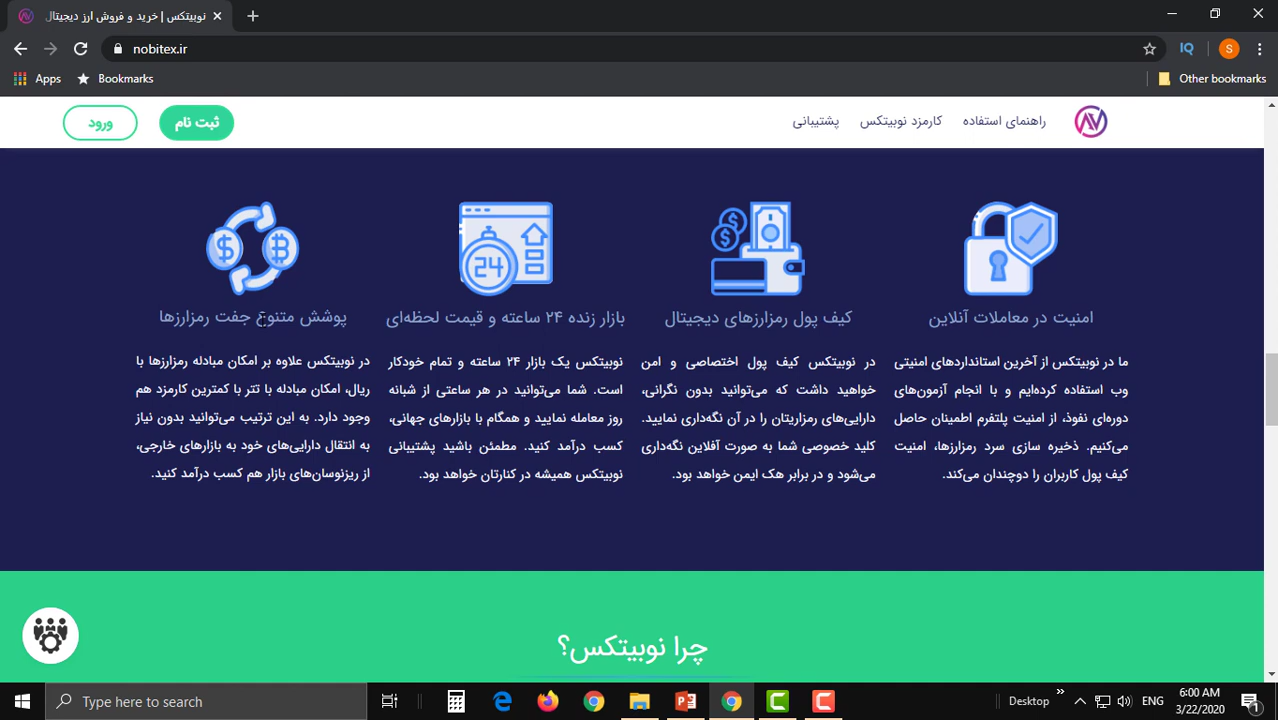 نوبیتکس | خرید و فروش ارز دیجیتال
nobitex.ir
IQ
S
Apps
Bookmarks
Other bookmarks
راهنمای استفاده
کارمزد نوبیتکس
پشتیبانی
ثبت نام
ورود
امنیت در معاملات آنلاین
ما در نوبیتکس از آخرین استانداردهای امنیتی
وب استفاده کرده‌ایم و با انجام آزمون‌های
دوره‌ای نفوذ، از امنیت پلتفرم اطمینان حاصل
می‌کنیم. ذخیره سازی سرد رمزارزها، امنیت
کیف پول کاربران را دوچندان می‌کند.
کیف پول رمزارزهای دیجیتال
در نوبیتکس کیف پول اختصاصی و امن
خواهید داشت که می‌توانید بدون نگرانی،
دارایی‌های رمزاریتان را در آن نگه‌داری نمایید.
کلید خصوصی شما به صورت آفلاین نگه‌داری
می‌شود و در برابر هک ایمن خواهد بود.
24
بازار زنده ۲۴ ساعته و قیمت لحظه‌ای
نوبیتکس یک بازار ۲۴ ساعته و تمام خودکار
است. شما می‌توانید در هر ساعتی از شبانه
روز معامله نمایید و همگام با بازارهای جهانی،
کسب درآمد کنید. مطمئن باشید پشتیبانی
نوبیتکس همیشه در کنارتان خواهد بود.
پوشش متنوع جفت رمزارزها
در نوبیتکس علاوه بر امکان مبادله رمزارزها با
ریال، امکان مبادله با تتر با کمترین کارمزد هم
وجود دارد. به این ترتیب می‌توانید بدون نیاز
به انتقال دارایی‌های خود به بازارهای خارجی،
از ریزنوسان‌های بازار هم کسب درآمد کنید.
چرا نوبیتکس؟
Type here to search
Desktop
ENG
6:00 AM
3/22/2020
1